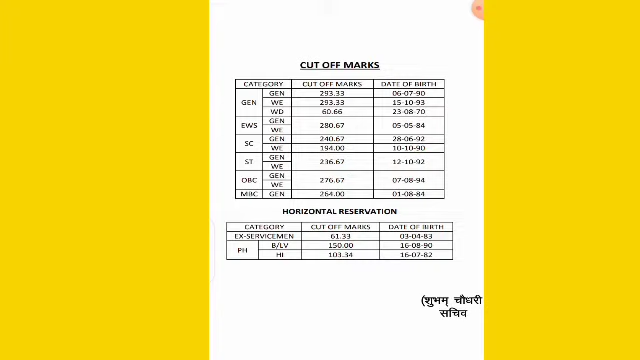 CUT OFF MARKS
CATEGORY CUT OFF MARKS DATE OF BIRTH
GEN GEN 293.33 06-07-90
WE 293.33 15-10-93
WD 60.66 23-08-70
EWS GEN 280.67 05-05-84
WE
SC GEN 240.67 28-06-92
WE 194.00 10-10-90
ST GEN 236.67 12-10-92
WE
OBC GEN 276.67 07-08-94
WE
MBC GEN 264.00 01-08-84
HORIZONTAL RESERVATION
CATEGORY CUT OFF MARKS DATE OF BIRTH
EX-SERVICEMEN 61.33 03-04-83
PH B/LV 150.00 16-08-90
HI 103.34 16-07-82
(शुभम् चौधरी
सचिव